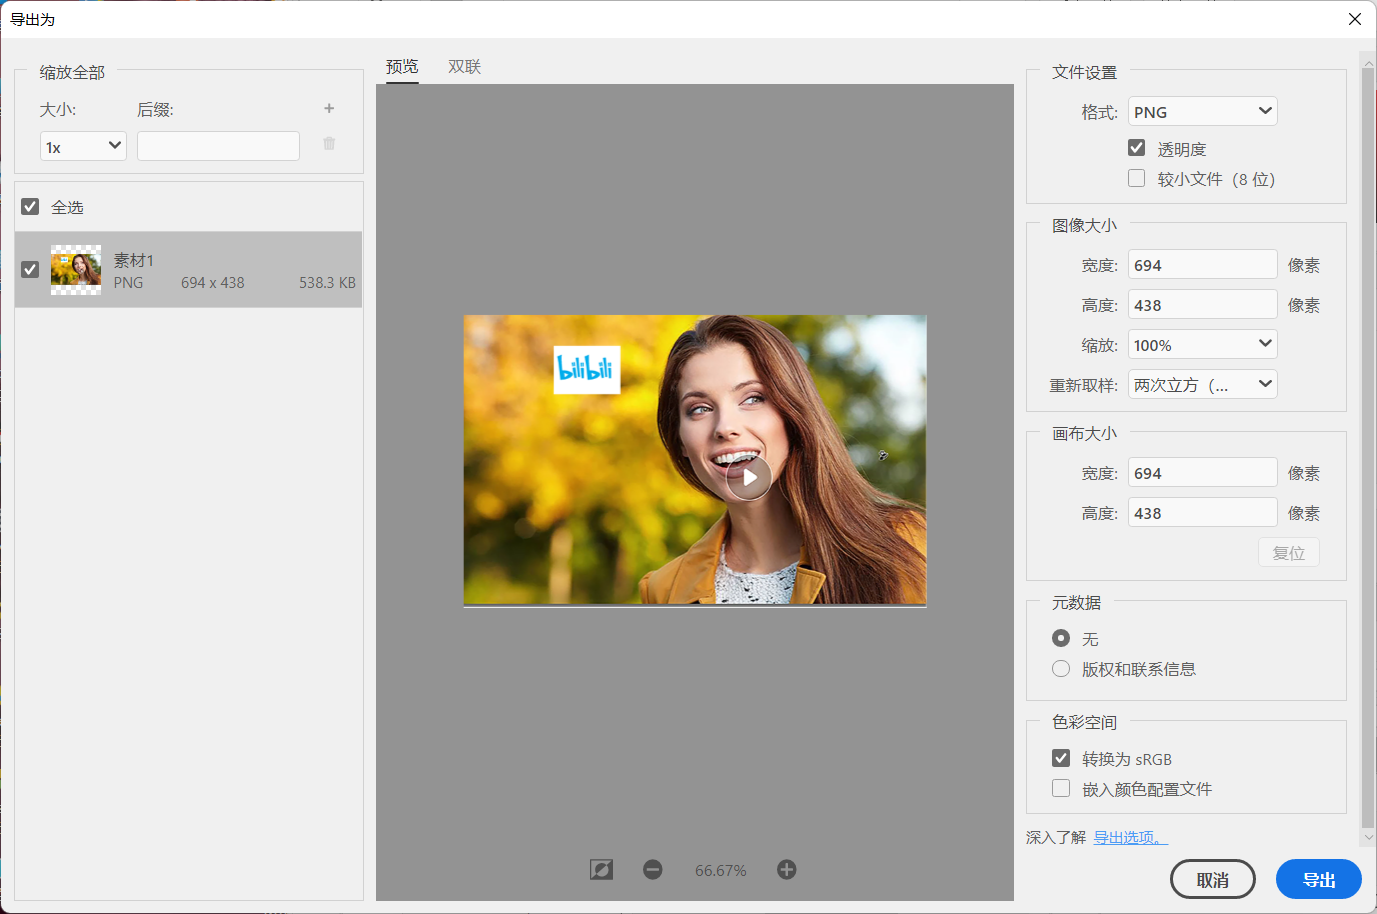 导出为
缩放全部
大小: 后缀:
1x
全选
素材1
PNG 694 x 438 538.3 KB
预览 双联
bilibili
66.67%
文件设置
格式: PNG
透明度
较小文件（8 位）
图像大小
宽度: 694 像素
高度: 438 像素
缩放: 100%
重新取样: 两次立方（...
画布大小
宽度: 694 像素
高度: 438 像素
复位
元数据
无
版权和联系信息
色彩空间
转换为 sRGB
嵌入颜色配置文件
深入了解 导出选项。
取消 导出